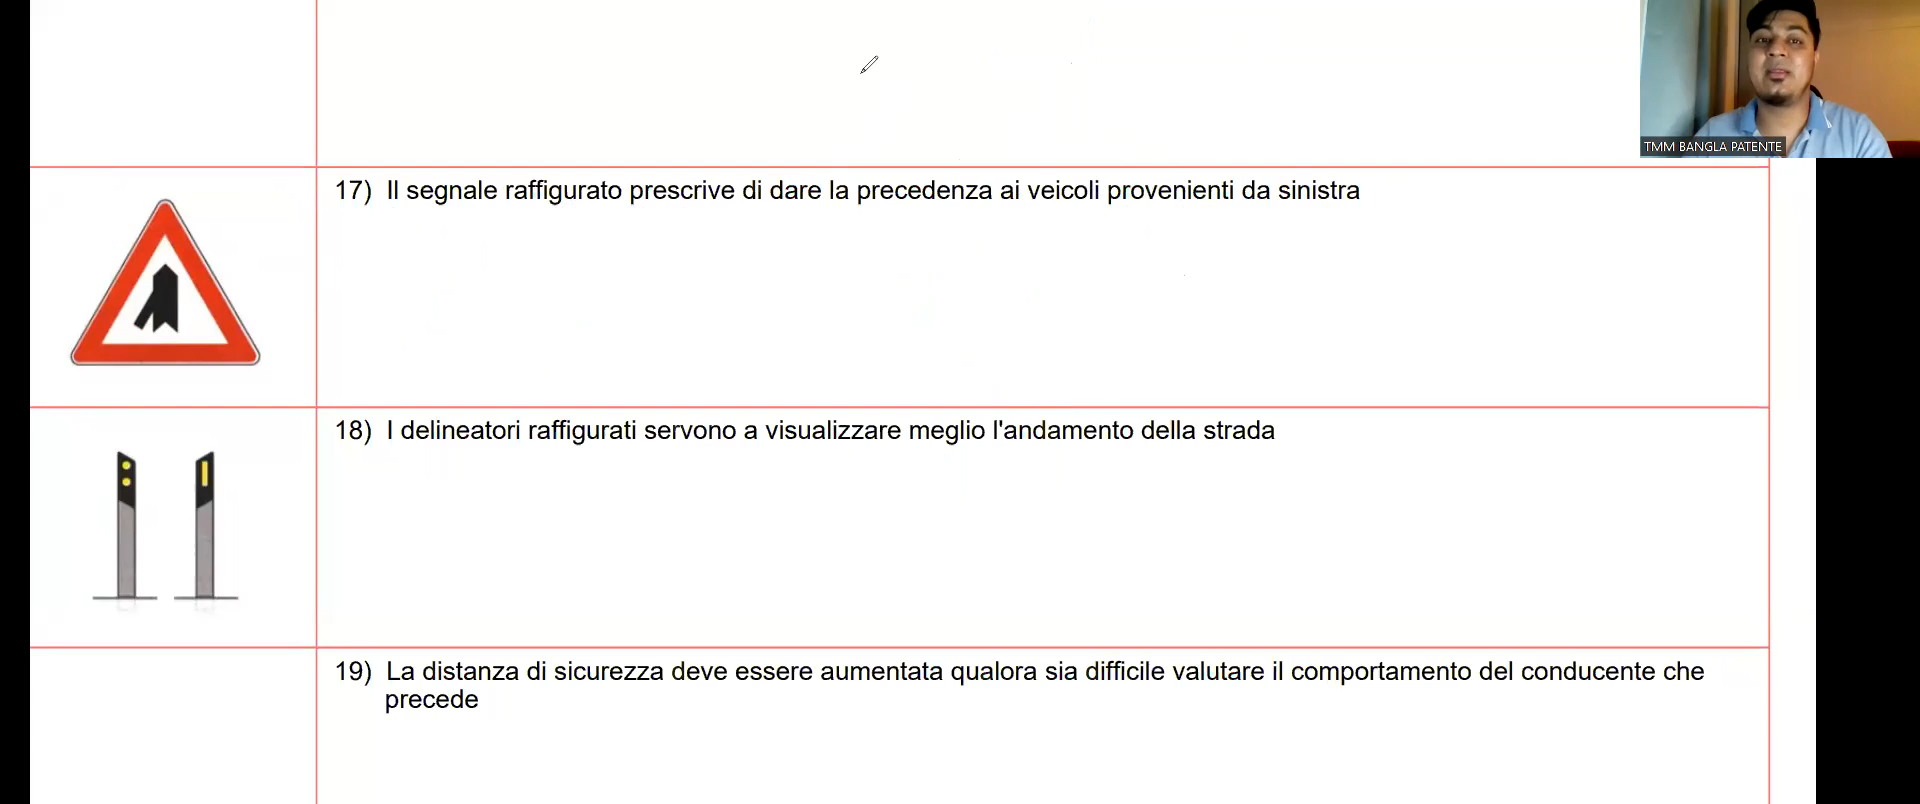 TMM BANGLA PATENTE
17) Il segnale raffigurato prescrive di dare la precedenza ai veicoli provenienti da sinistra
18) I delineatori raffigurati servono a visualizzare meglio l'andamento della strada
19) La distanza di sicurezza deve essere aumentata qualora sia difficile valutare il comportamento del conducente che
precede